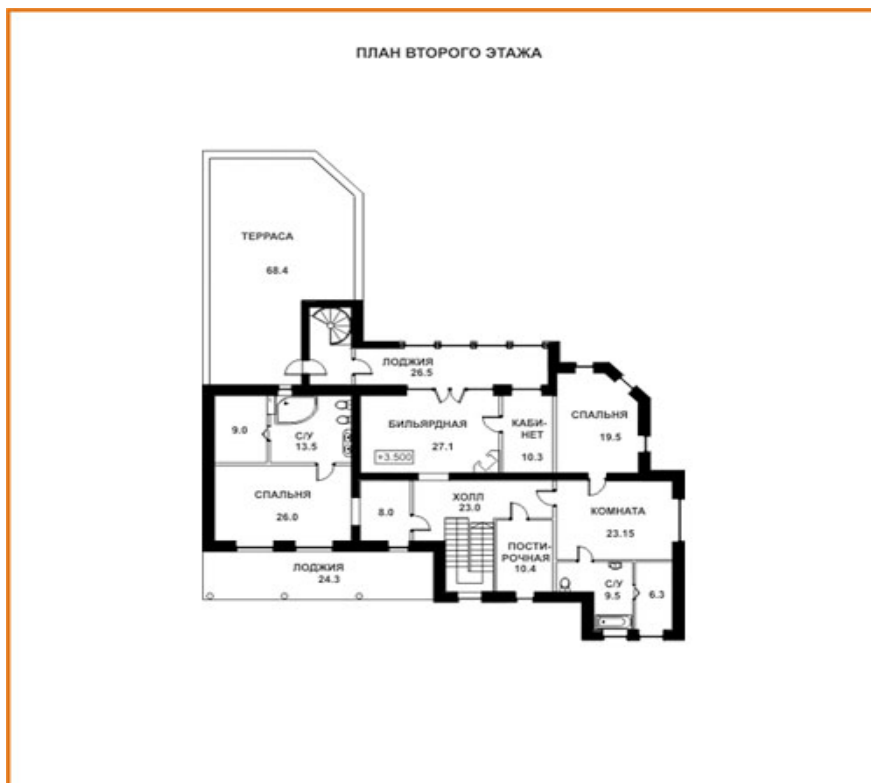 ПЛАН ВТОРОГО ЭТАЖА
ТЕРРАСА
68.4
ЛОДЖИЯ
26.5
9.0
С/У
13.5
БИЛЬЯРДНАЯ
27.1
+3.500
КАБИ-
НЕТ
10.3
СПАЛЬНЯ
19.5
СПАЛЬНЯ
26.0
8.0
ХОЛЛ
23.0
КОМНАТА
23.15
ПОСТИ-
РОЧНАЯ
10.4
ЛОДЖИЯ
24.3
С/У
9.5
6.3